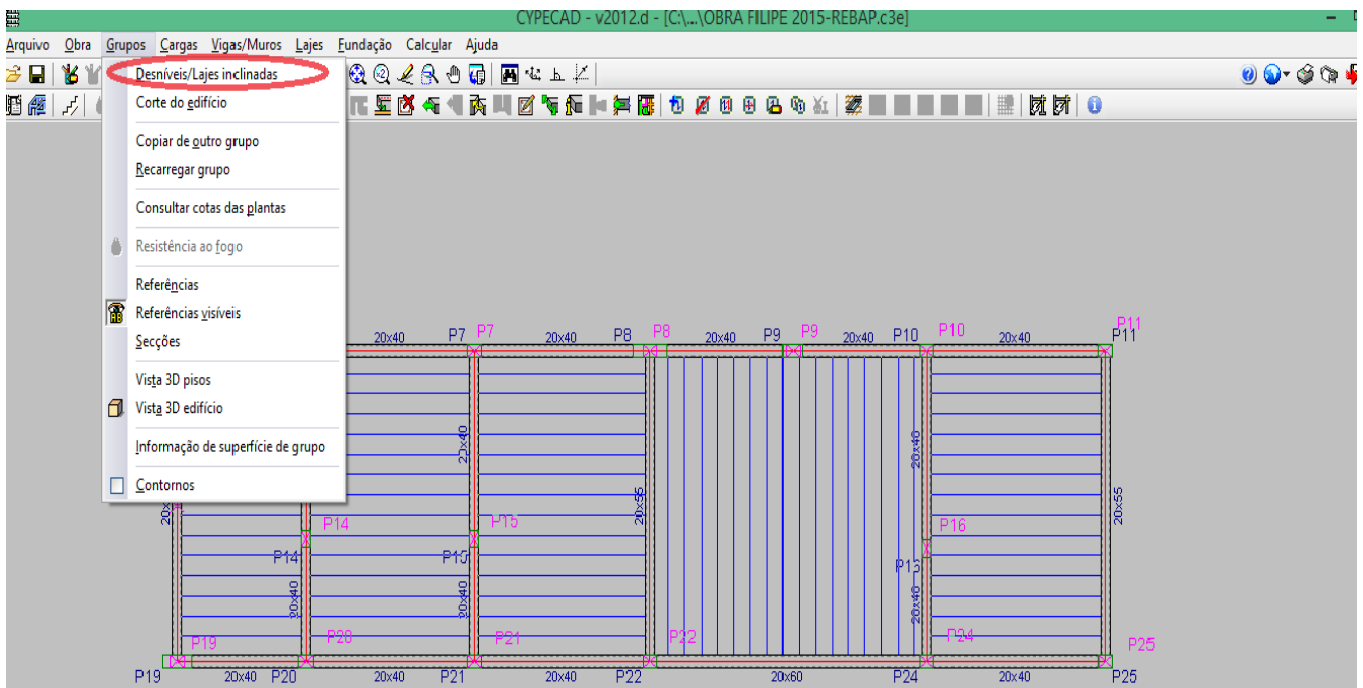 CYPECAD - v2012.d - [C:\...\OBRA FILIPE 2015-REBAP.c3e]
Arquivo Obra Grupos Cargas Vigas/Muros Lajes Fundação Calcular Ajuda
Desníveis/Lajes inclinadas
Corte do edifício
Copiar de outro grupo
Recarregar grupo
Consultar cotas das plantas
Resistência ao fogo
Referências
Referências visíveis
Secções
Vista 3D pisos
Vista 3D edifício
Informação de superfície de grupo
Contornos
20x40 P7 P7 20x40 P8 P8 20x40 P9 P9 20x40 P10 P10 20x40 P11
P11
20x40 20x40
20x55 20x55
P14 P15 P16
P14 P15
20x40 20x40 20x40
P19 P20 P21 P22 P24 P25
P19 20x40 P20 20x40 P21 20x40 P22 20x60 P24 20x40 P25